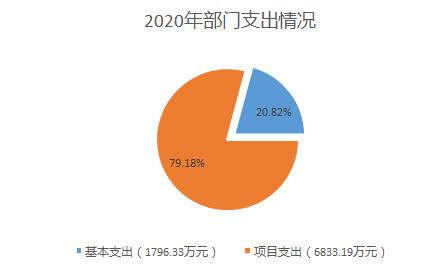 2020年部门支出情况
20.82%
79.18%
基本支出（1796.33万元）
项目支出（6833.19万元）